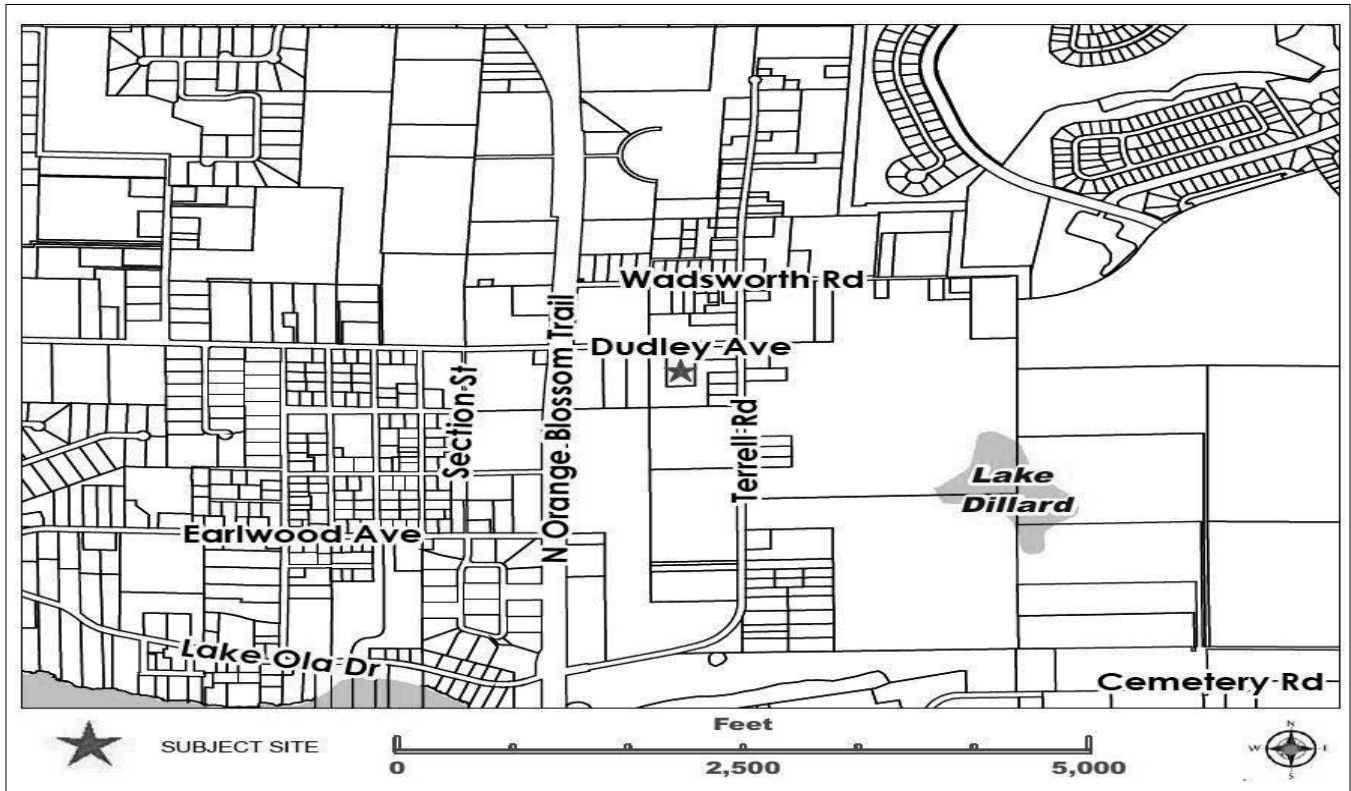 Wadsworth Rd
N Orange Blossom Trail
Dudley Ave
Section St
Terrell Rd
Lake
Dillard
Earlwood Ave
Lake Ola Dr
Cemetery Rd
SUBJECT SITE
Feet
0 2,500 5,000
N
W E
S